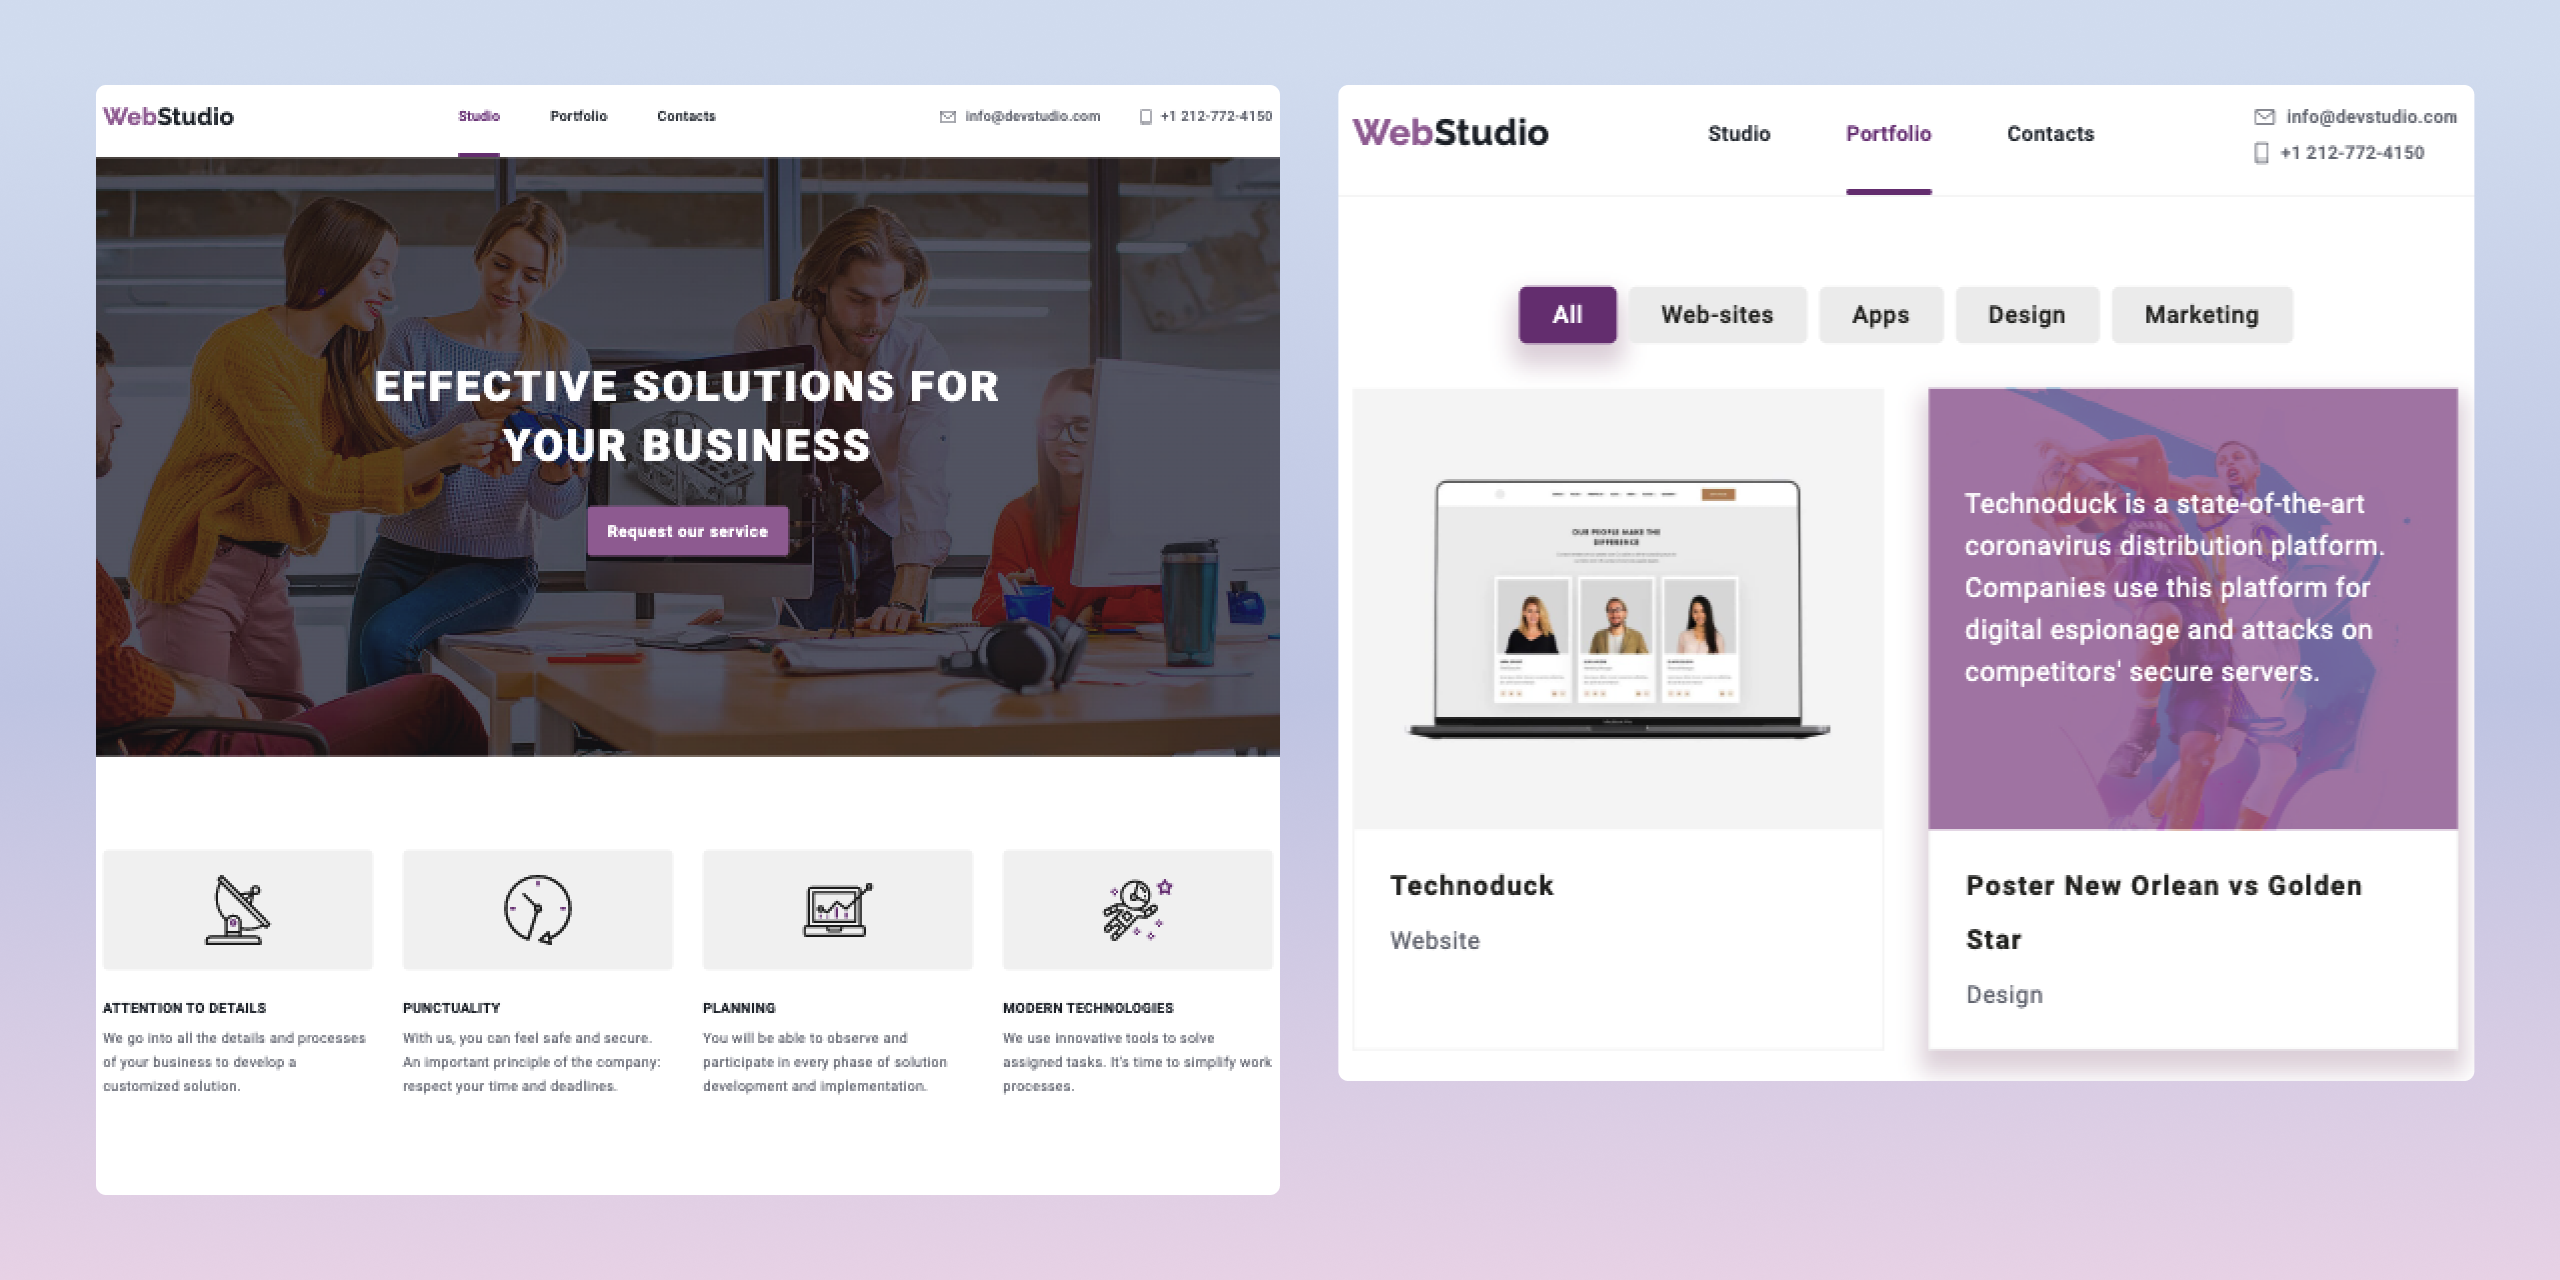 WebStudio
Studio
Portfolio
Contacts
info@devstudio.com
+1 212-772-4150
EFFECTIVE SOLUTIONS FOR
YOUR BUSINESS
Request our service
ATTENTION TO DETAILS
We go into all the details and processes
of your business to develop a
customized solution.
PUNCTUALITY
With us, you can feel safe and secure.
An important principle of the company:
respect your time and deadlines.
PLANNING
You will be able to observe and
participate in every phase of solution
development and implementation.
MODERN TECHNOLOGIES
We use innovative tools to solve
assigned tasks. It's time to simplify work
processes.
WebStudio
Studio
Portfolio
Contacts
info@devstudio.com
+1 212-772-4150
All
Web-sites
Apps
Design
Marketing
OUR PEOPLE MAKE THE
DIFFERENCE
Technoduck
Website
Technoduck is a state-of-the-art
coronavirus distribution platform.
Companies use this platform for
digital espionage and attacks on
competitors' secure servers.
Poster New Orlean vs Golden
Star
Design